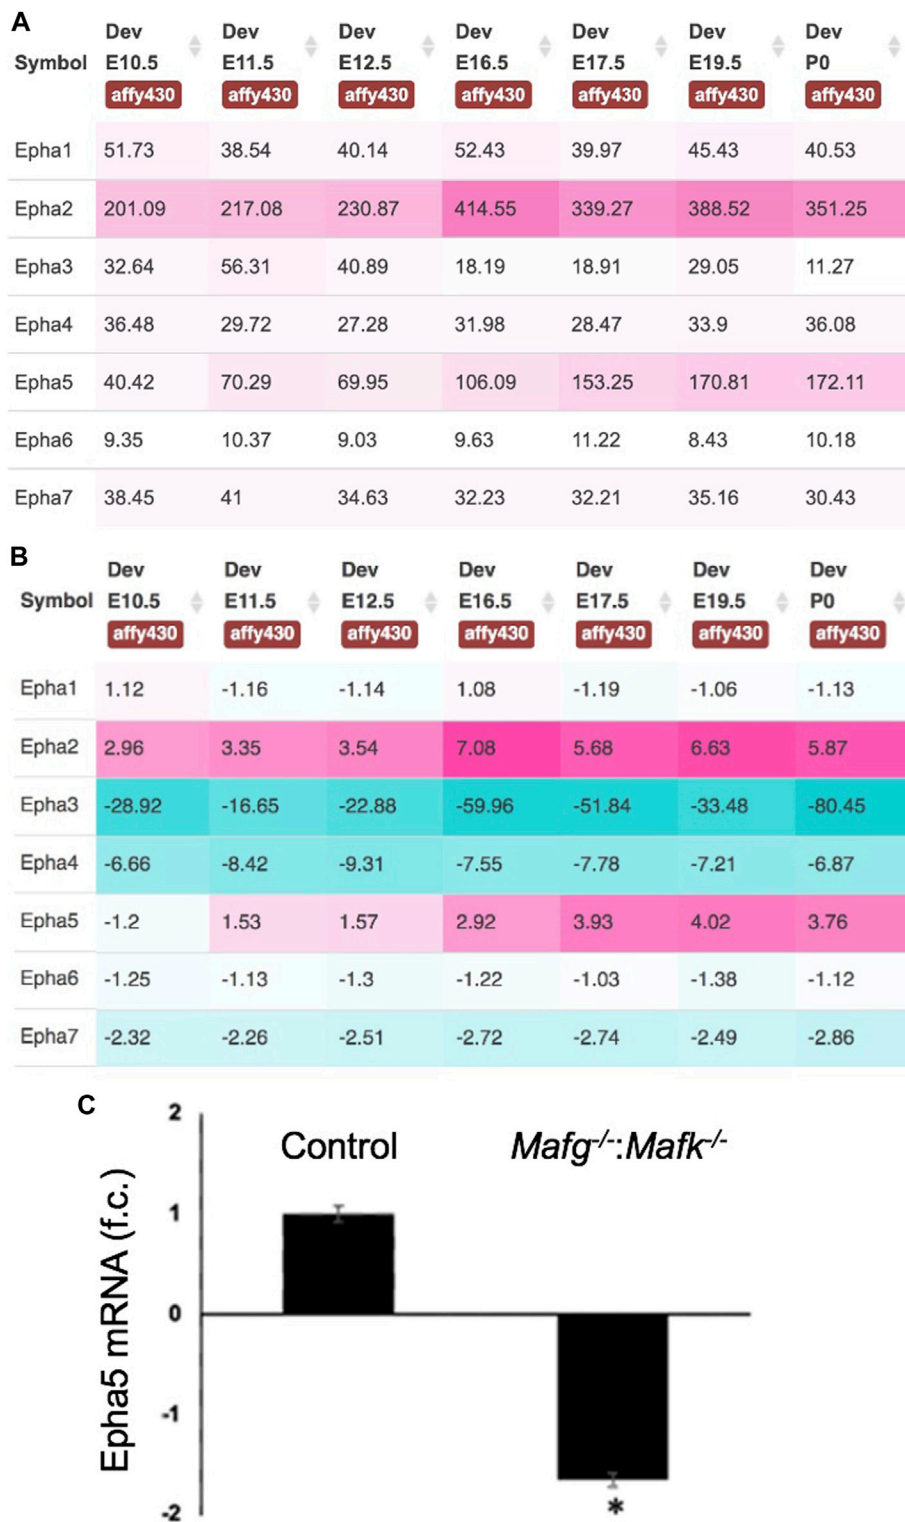 A
Symbol Dev E10.5 affy430 Dev E11.5 affy430 Dev E12.5 affy430 Dev E16.5 affy430 Dev E17.5 affy430 Dev E19.5 affy430 Dev P0 affy430
Epha1 51.73 38.54 40.14 52.43 39.97 45.43 40.53
Epha2 201.09 217.08 230.87 414.55 339.27 388.52 351.25
Epha3 32.64 56.31 40.89 18.19 18.91 29.05 11.27
Epha4 36.48 29.72 27.28 31.98 28.47 33.9 36.08
Epha5 40.42 70.29 69.95 106.09 153.25 170.81 172.11
Epha6 9.35 10.37 9.03 9.63 11.22 8.43 10.18
Epha7 38.45 41 34.63 32.23 32.21 35.16 30.43
B
Symbol Dev E10.5 affy430 Dev E11.5 affy430 Dev E12.5 affy430 Dev E16.5 affy430 Dev E17.5 affy430 Dev E19.5 affy430 Dev P0 affy430
Epha1 1.12 -1.16 -1.14 1.08 -1.19 -1.06 -1.13
Epha2 2.96 3.35 3.54 7.08 5.68 6.63 5.87
Epha3 -28.92 -16.65 -22.88 -59.96 -51.84 -33.48 -80.45
Epha4 -6.66 -8.42 -9.31 -7.55 -7.78 -7.21 -6.87
Epha5 -1.2 1.53 1.57 2.92 3.93 4.02 3.76
Epha6 -1.25 -1.13 -1.3 -1.22 -1.03 -1.38 -1.12
Epha7 -2.32 -2.26 -2.51 -2.72 -2.74 -2.49 -2.86
C
Epha5 mRNA (f.c.)
2
1
0
-1
-2
Control
Mafg-/-:Mafk-/-
*